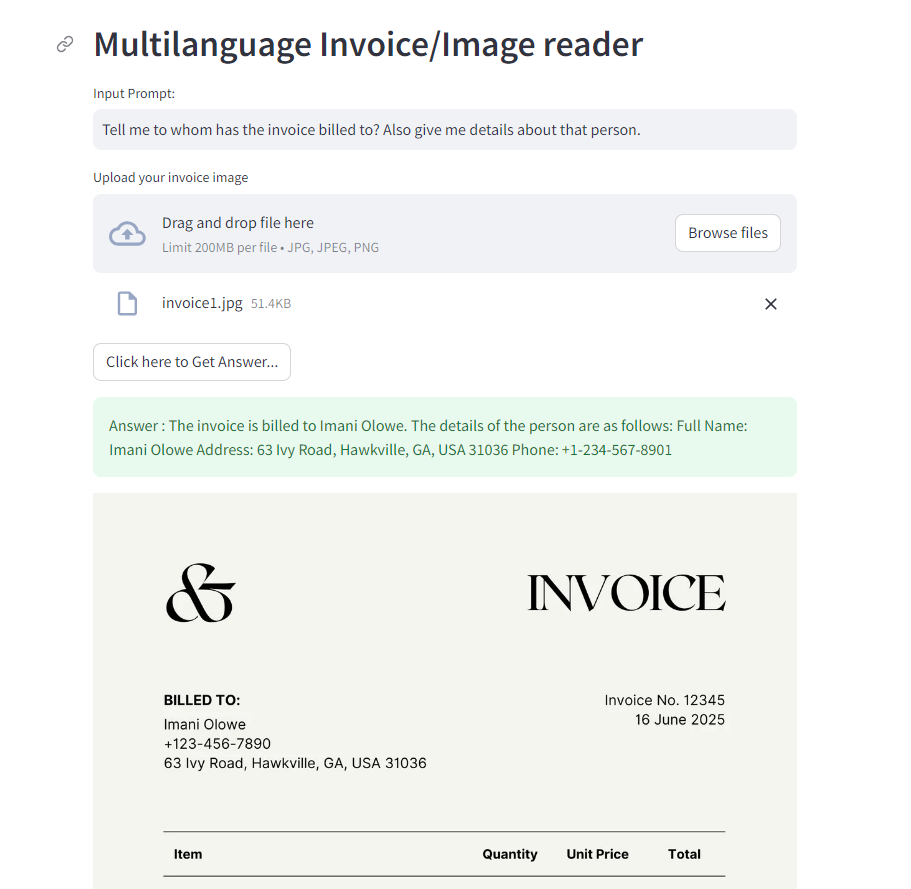 Multilanguage Invoice/Image reader
Input Prompt:
Tell me to whom has the invoice billed to? Also give me details about that person.
Upload your invoice image
Drag and drop file here
Limit 200MB per file • JPG, JPEG, PNG
Browse files
invoice1.jpg 51.4KB
Click here to Get Answer...
Answer : The invoice is billed to Imani Olowe. The details of the person are as follows: Full Name:
Imani Olowe Address: 63 Ivy Road, Hawkville, GA, USA 31036 Phone: +1-234-567-8901
& INVOICE
BILLED TO:
Imani Olowe
+123-456-7890
63 Ivy Road, Hawkville, GA, USA 31036
Invoice No. 12345
16 June 2025
Item Quantity Unit Price Total